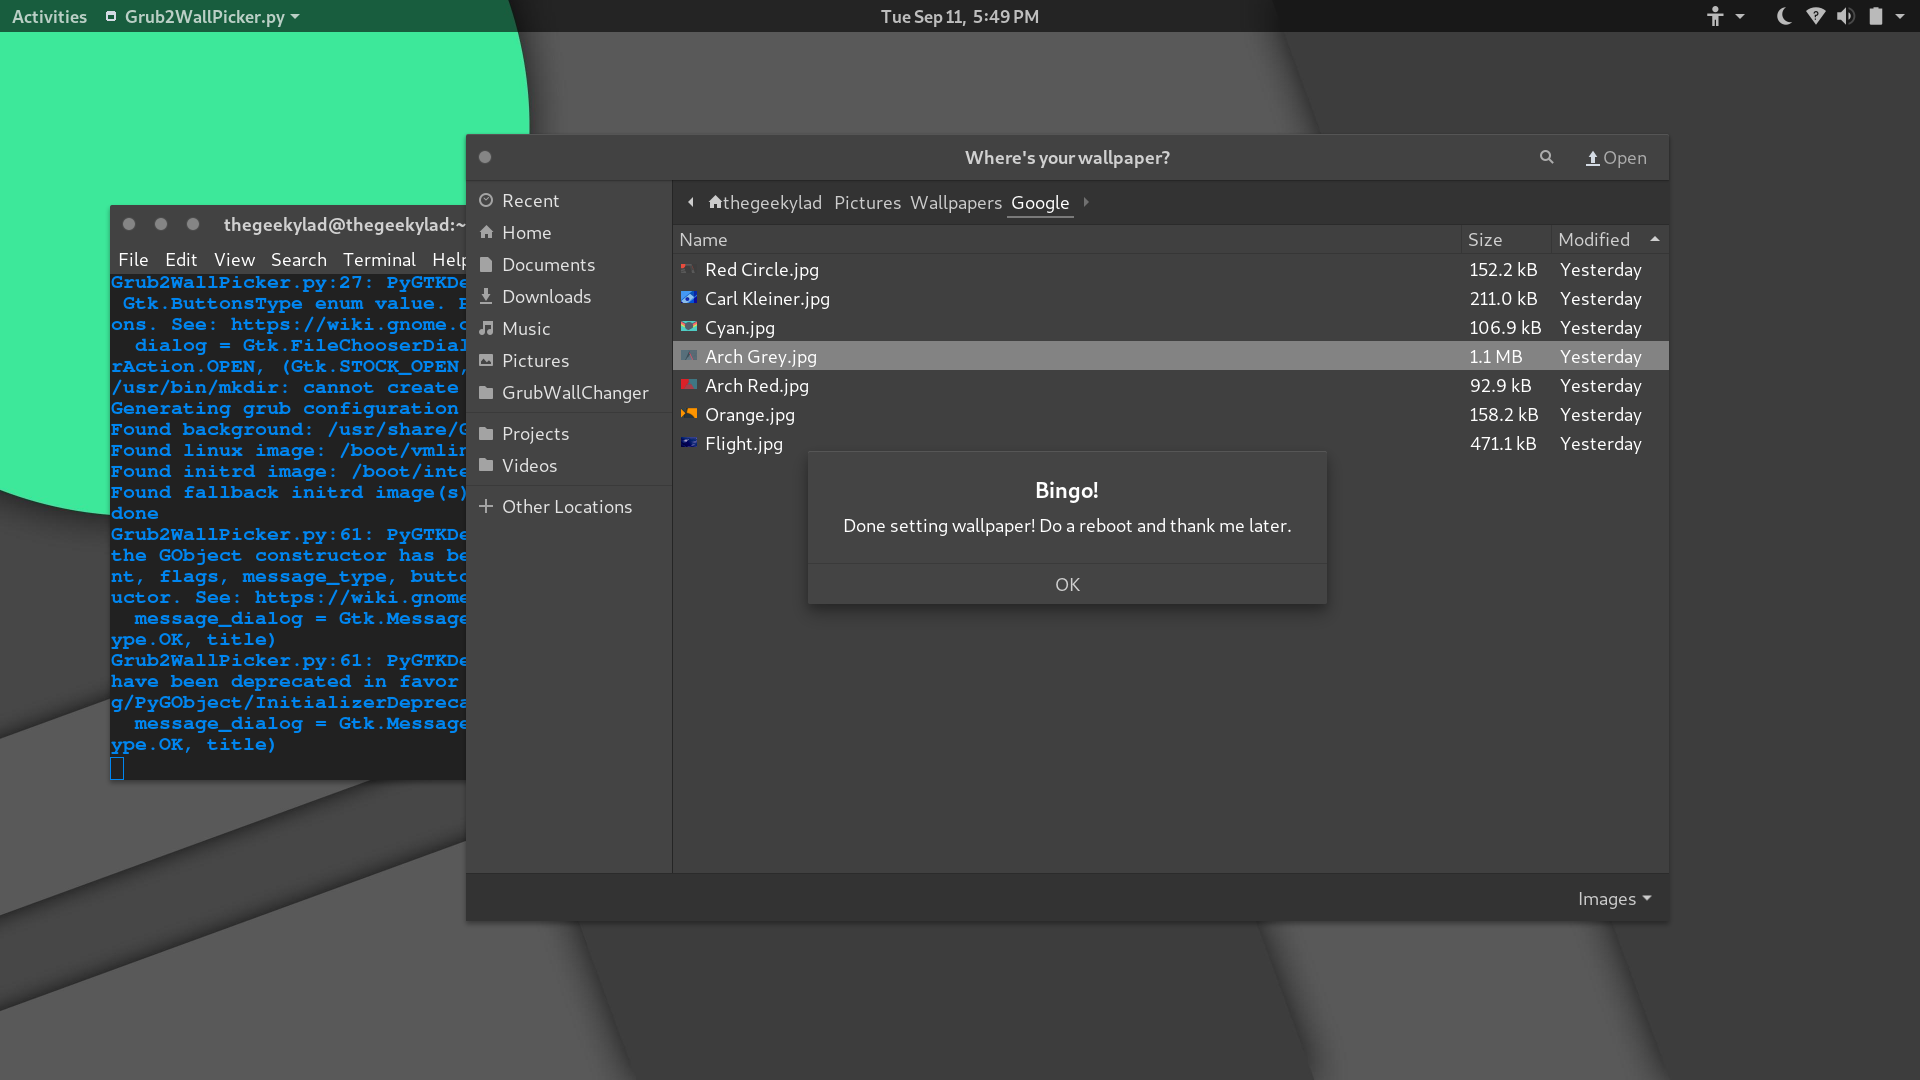 Activities Grub2WallPicker.py
Tue Sep 11, 5:49 PM
thegeekylad@thegeekylad:~
File Edit View Search Terminal Help
Grub2WallPicker.py:27:
Gtk.ButtonsType enum value.
ons. See: https://wiki.gnome.
dialog =
rAction.OPEN, (Gtk.STOCK_OPEN,
/usr/bin/mkdir: cannot create
Generating grub configuration
Found background: /usr/share/
Found linux image: /boot/vmlin
Found initrd image: /boot/
Found fallback initrd image(s)
done
Grub2WallPicker.py:61:
the GObject constructor has
nt, flags, message_type,
uctor. See: https://wiki.gnome
message_dialog = Gtk.Message
ype.OK, title)
Grub2WallPicker.py:61:
have been deprecated in favor
g/PyGObject/InitializerDepreca
message_dialog = Gtk.Message
ype.OK, title)
Where's your wallpaper?
Open
Recent
Home
Documents
Downloads
Music
Pictures
GrubWallChanger
Projects
Videos
Other Locations
thegeekylad Pictures Wallpapers Google
Name Size Modified
Red Circle.jpg 152.2 kB Yesterday
Carl Kleiner.jpg 211.0 kB Yesterday
Cyan.jpg 106.9 kB Yesterday
Arch Grey.jpg 1.1 MB Yesterday
Arch Red.jpg 92.9 kB Yesterday
Orange.jpg 158.2 kB Yesterday
Flight.jpg 471.1 kB Yesterday
Bingo!
Done setting wallpaper! Do a reboot and thank me later.
OK
Images